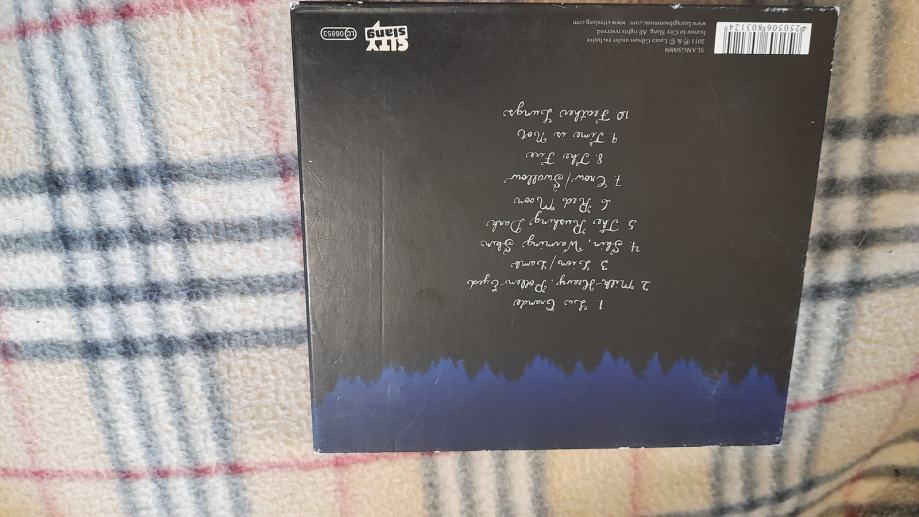 1. La Grande
2. Milk-Heavy, Pollen-Eyed
3 Lion/Lamb
4. Skin, Warming Skin
5 The Rushing Dark
6. Red Moon
7. Crow/Swallow
8. The Fire
9 Time is Not
10 Feather Lungs
SLANG50008
2011 ℗ & © Laura Gibson under exclusive
license to City Slang. All rights reserved.
www.lauragibsonmusic.com www.cityslang.com
CITY
slang
LC 06853